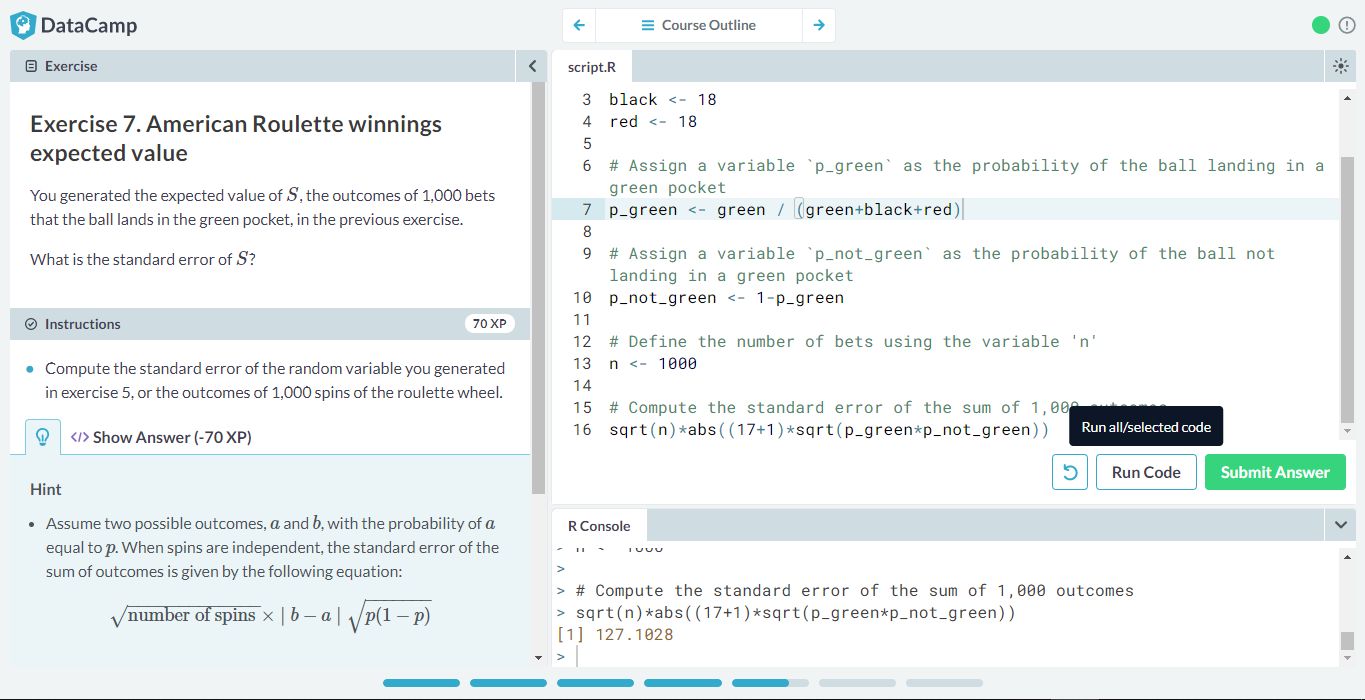 DataCamp
Course Outline
Exercise
Exercise 7. American Roulette winnings
expected value
You generated the expected value of S, the outcomes of 1,000 bets
that the ball lands in the green pocket, in the previous exercise.
What is the standard error of S?
Instructions
70 XP
Compute the standard error of the random variable you generated
in exercise 5, or the outcomes of 1,000 spins of the roulette wheel.
</> Show Answer (-70 XP)
Hint
Assume two possible outcomes, a and b, with the probability of a
equal to p. When spins are independent, the standard error of the
sum of outcomes is given by the following equation:
√number of spins × | b − a | √p(1 − p)
script.R
3 black <- 18
4 red <- 18
5
6 # Assign a variable `p_green` as the probability of the ball landing in a
green pocket
7 p_green <- green / (green+black+red)
8
9 # Assign a variable `p_not_green` as the probability of the ball not
landing in a green pocket
10 p_not_green <- 1-p_green
11
12 # Define the number of bets using the variable 'n'
13 n <- 1000
14
15 # Compute the standard error of the sum of 1,000 outcomes
16 sqrt(n)*abs((17+1)*sqrt(p_green*p_not_green))
Run all/selected code
Run Code
Submit Answer
R Console
> n <- 1000
>
> # Compute the standard error of the sum of 1,000 outcomes
> sqrt(n)*abs((17+1)*sqrt(p_green*p_not_green))
[1] 127.1028
>